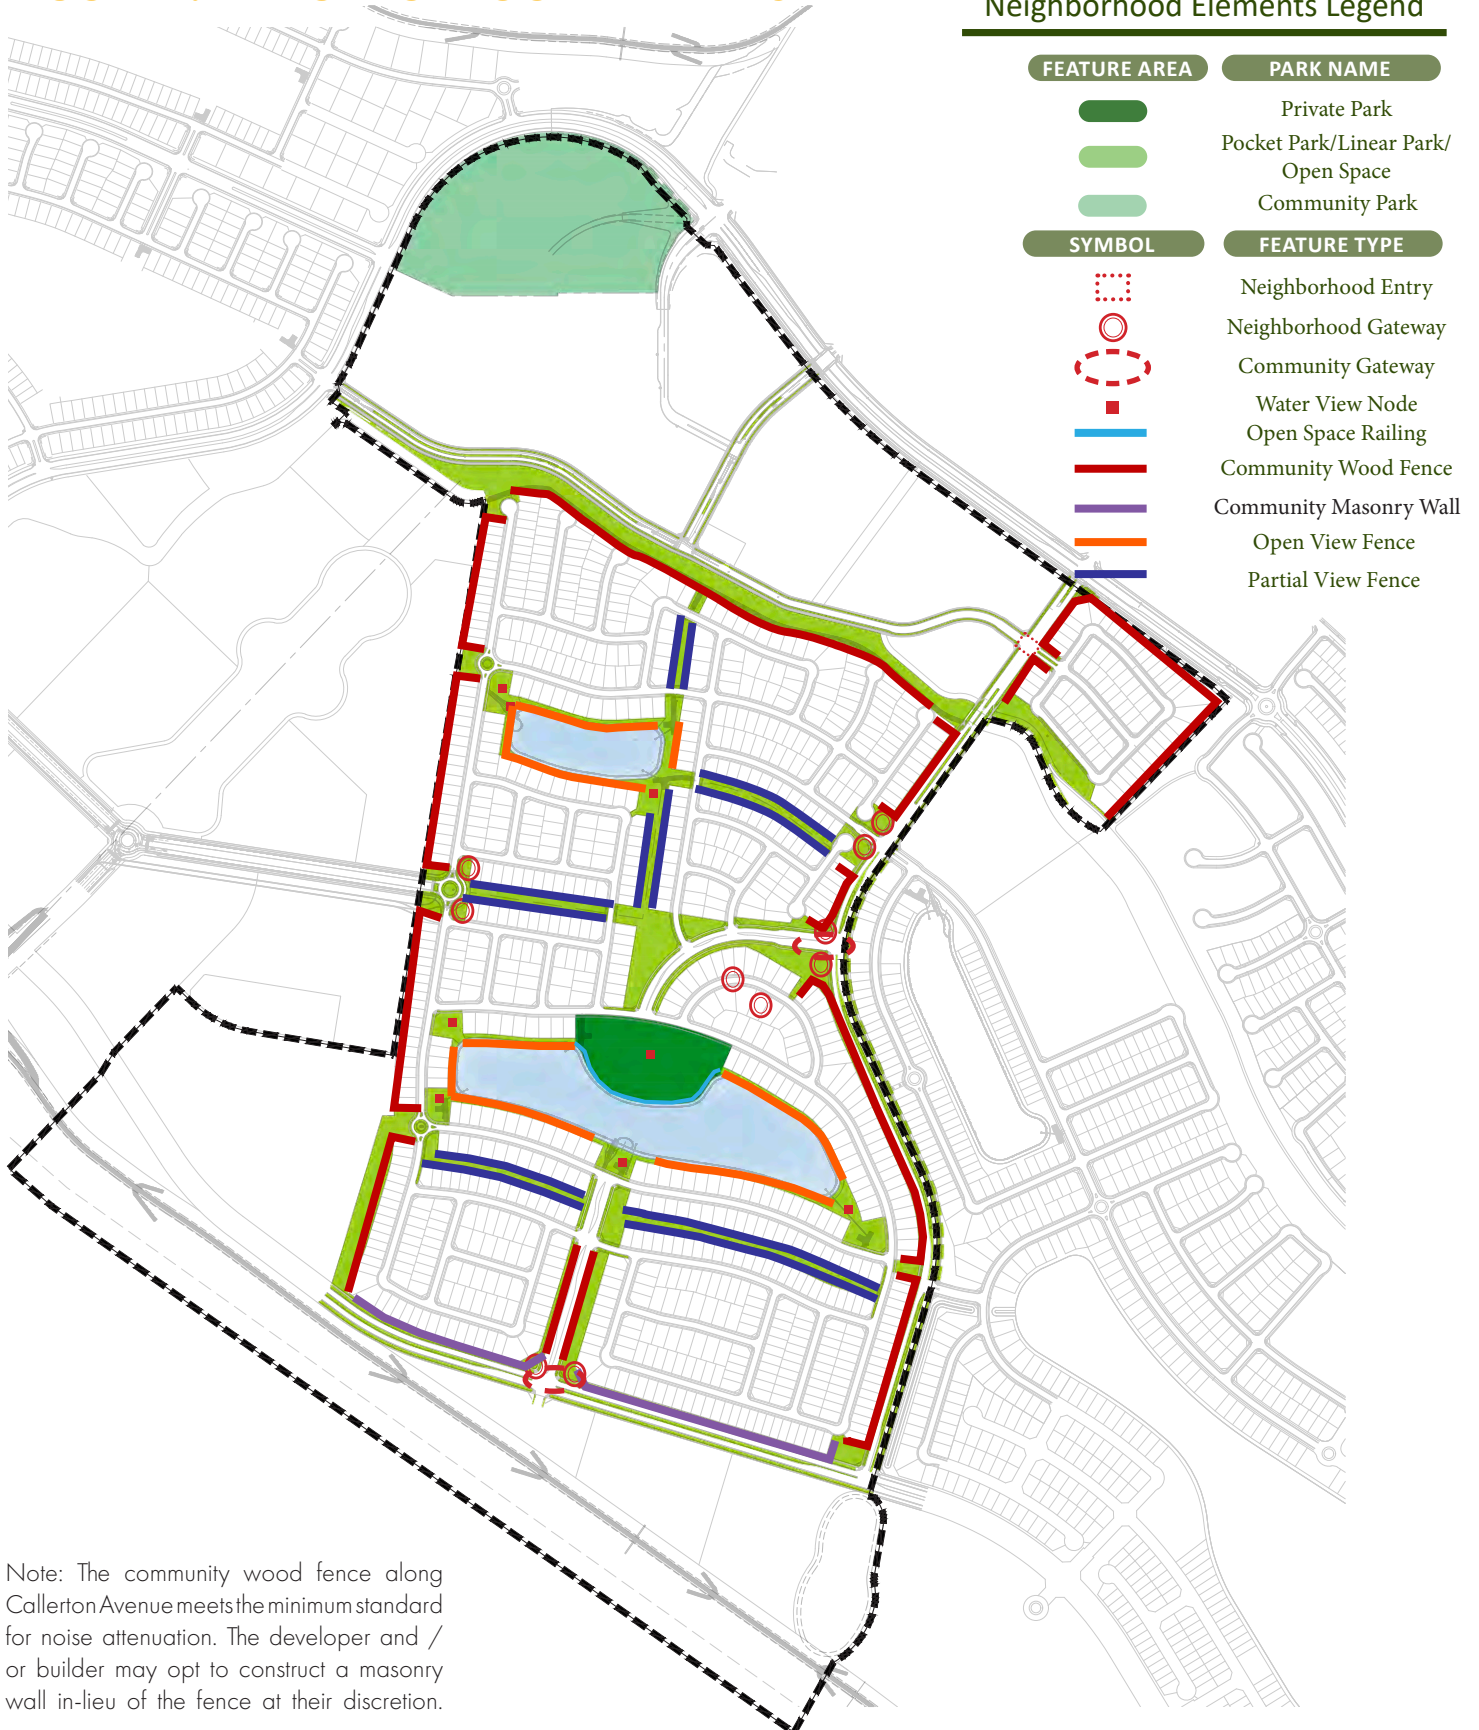 Neighborhood Elements Legend
FEATURE AREA PARK NAME
Private Park
Pocket Park/Linear Park/
Open Space
Community Park
SYMBOL FEATURE TYPE
Neighborhood Entry
Neighborhood Gateway
Community Gateway
Water View Node
Open Space Railing
Community Wood Fence
Community Masonry Wall
Open View Fence
Partial View Fence
Note: The community wood fence along
Callerton Avenue meets the minimum standard
for noise attenuation. The developer and /
or builder may opt to construct a masonry
wall in-lieu of the fence at their discretion.